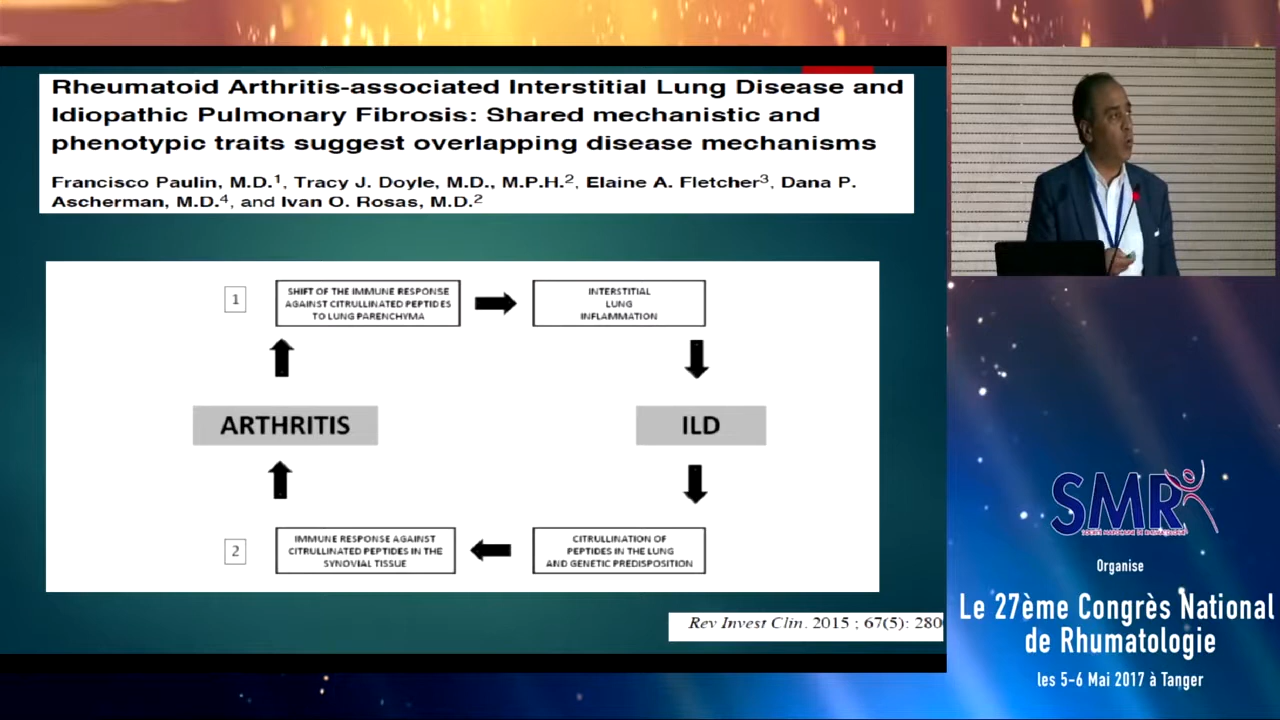 Rheumatoid Arthritis-associated Interstitial Lung Disease and
Idiopathic Pulmonary Fibrosis: Shared mechanistic and
phenotypic traits suggest overlapping disease mechanisms
Francisco Paulin, M.D.1, Tracy J. Doyle, M.D., M.P.H.2, Elaine A. Fletcher3, Dana P.
Ascherman, M.D.4, and Ivan O. Rosas, M.D.2
1
SHIFT OF THE IMMUNE RESPONSE
AGAINST CITRULLINATED PEPTIDES
TO LUNG PARENCHYMA
INTERSTITIAL
LUNG
INFLAMMATION
ARTHRITIS
ILD
2
IMMUNE RESPONSE AGAINST
CITRULLINATED PEPTIDES IN THE
SYNOVIAL TISSUE
CITRULLINATION OF
PEPTIDES IN THE LUNG
AND GENETIC PREDISPOSITION
Rev Invest Clin. 2015 ; 67(5): 280
SMR
Organise
Le 27ème Congrès National
de Rhumatologie
les 5-6 Mai 2017 à Tanger